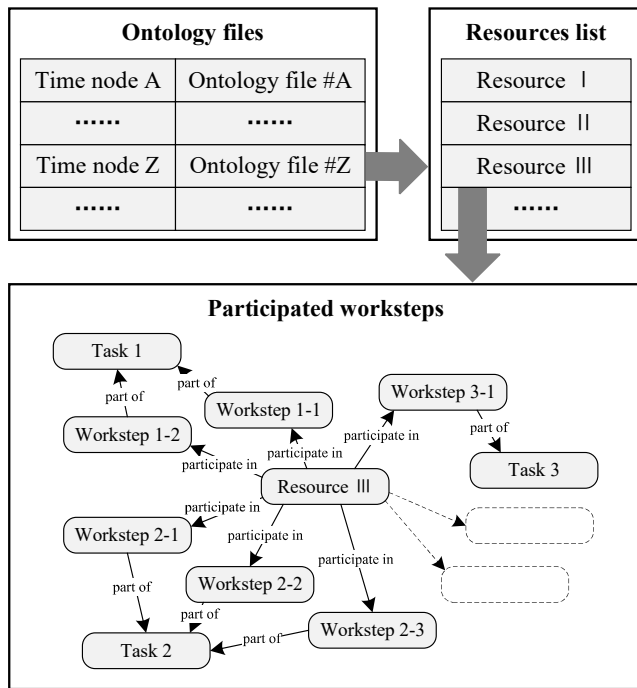 Ontology files
Time node A Ontology file #A
...... ......
Time node Z Ontology file #Z
...... ......
Resources list
Resource Ⅰ
Resource Ⅱ
Resource Ⅲ
......
Participated worksteps
Task 1
part of
part of
Workstep 1-1
Workstep 1-2
Workstep 3-1
participate in
part of
participate in
participate in
Task 3
Resource Ⅲ
participate in
Workstep 2-1
participate in
participate in
part of
Workstep 2-2
part of
Workstep 2-3
part of
Task 2